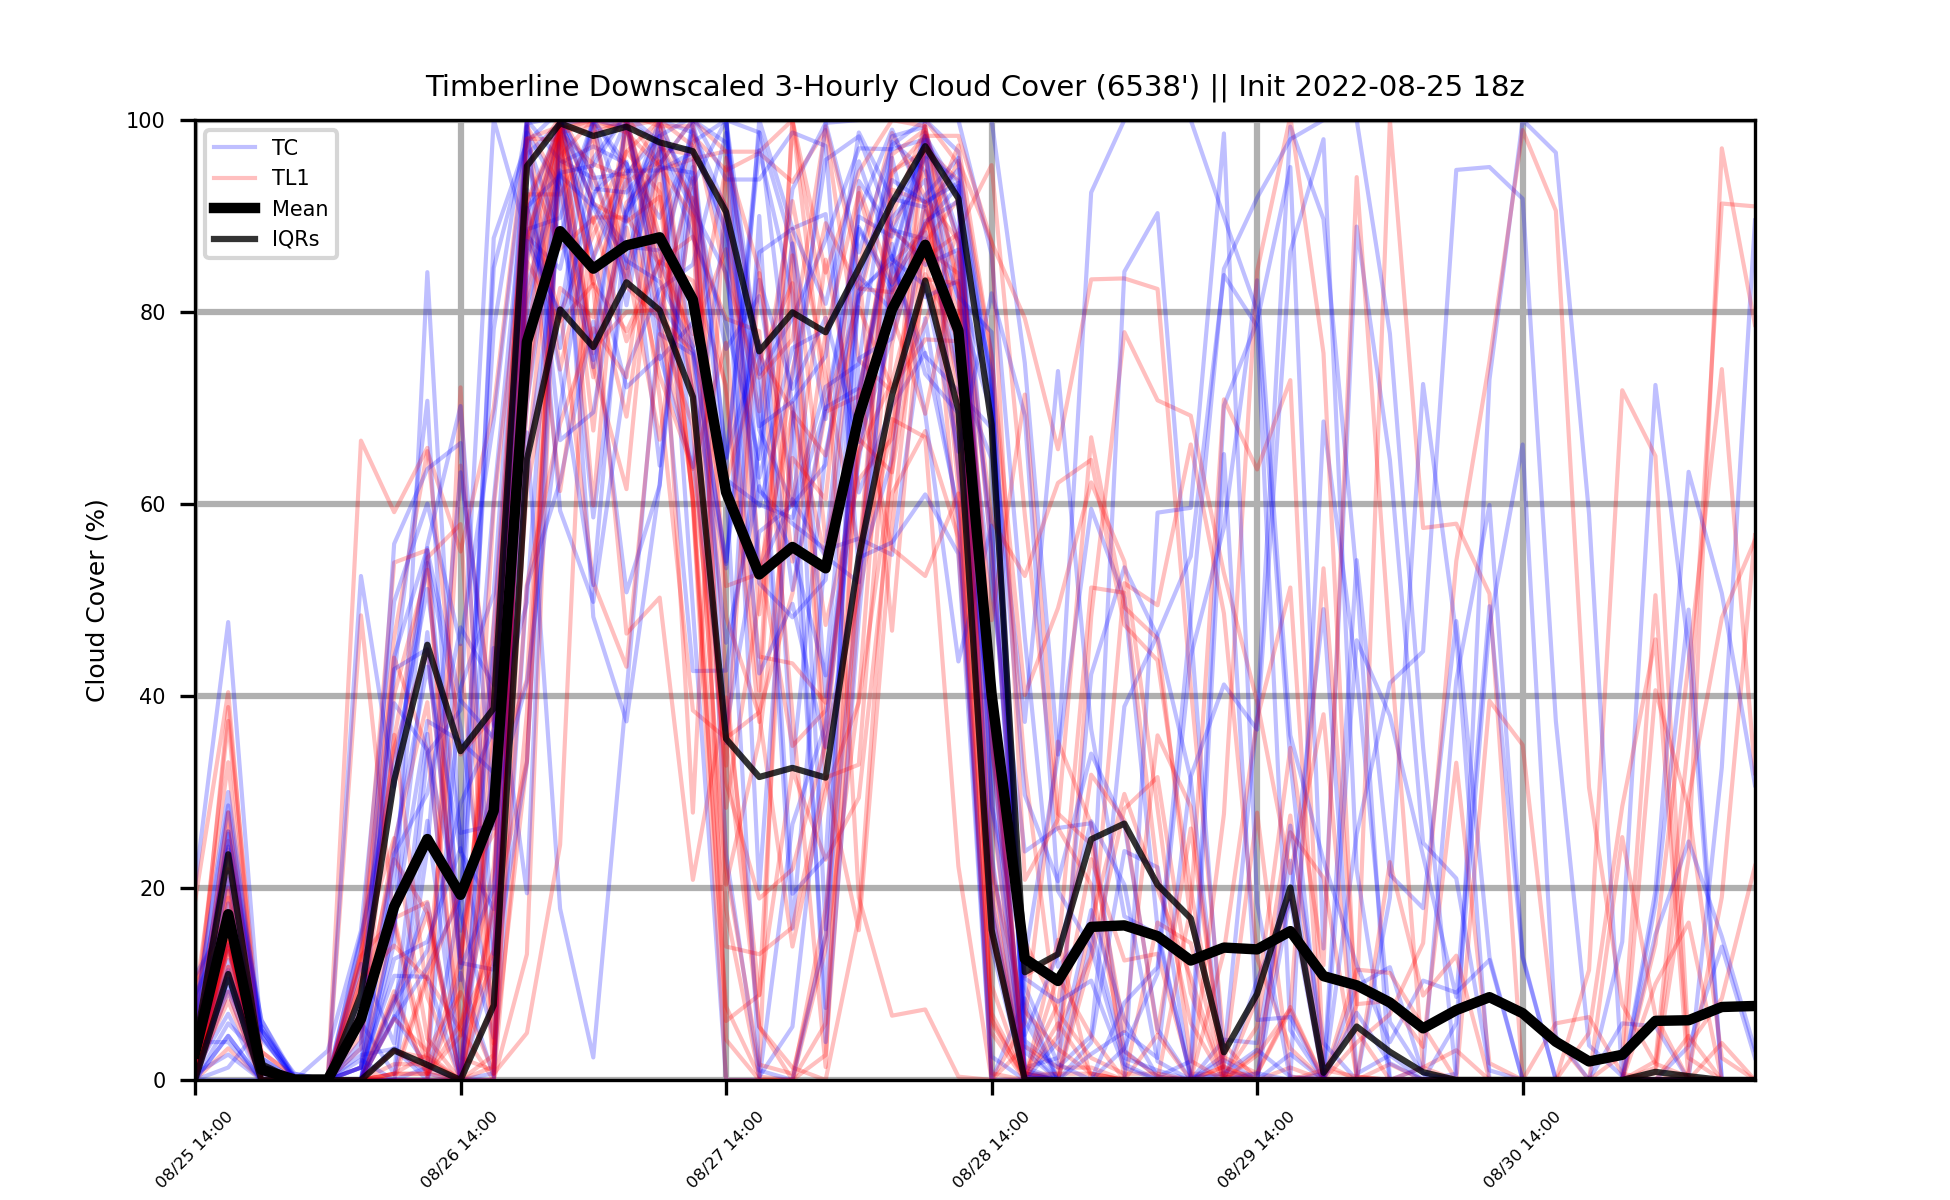 Timberline Downscaled 3-Hourly Cloud Cover (6538') || Init 2022-08-25 18z
Cloud Cover (%)
100
80
60
40
20
0
TC
TL1
Mean
IQRs
08/25 14:00
08/26 14:00
08/27 14:00
08/28 14:00
08/29 14:00
08/30 14:00